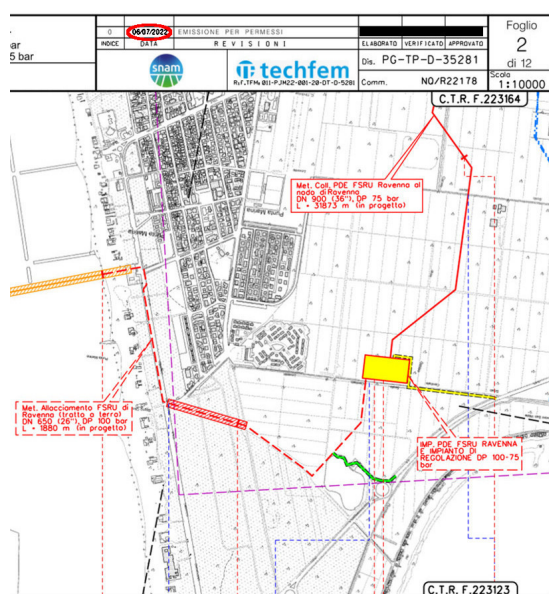 ar
5 bar
0 06/07/2022 EMISSIONE PER PERMESSI
INDICE DATA REVISIONI ELABORATO VERIFICATO APPROVATO
Foglio
2
di 12
Scala
1:10000
snam
techfem
Dis. PG-TP-D-35281
Comm. NQ/R22178
C.T.R. F.223164
Met. Coll. PDE FSRU Ravenna al
nodo di Ravenna
DN 900 (36"), DP 75 bar
L = 31873 m (in progetto)
Punta Marina
Met. Allacciamento FSRU di
Ravenna (tratto a terra)
DN 650 (26"), DP 100 bar
L = 1880 m (in progetto)
IMP. PDE FSRU RAVENNA
E IMPIANTO DI
REGOLAZIONE DP 100-75
bar
C.T.R. F.223123